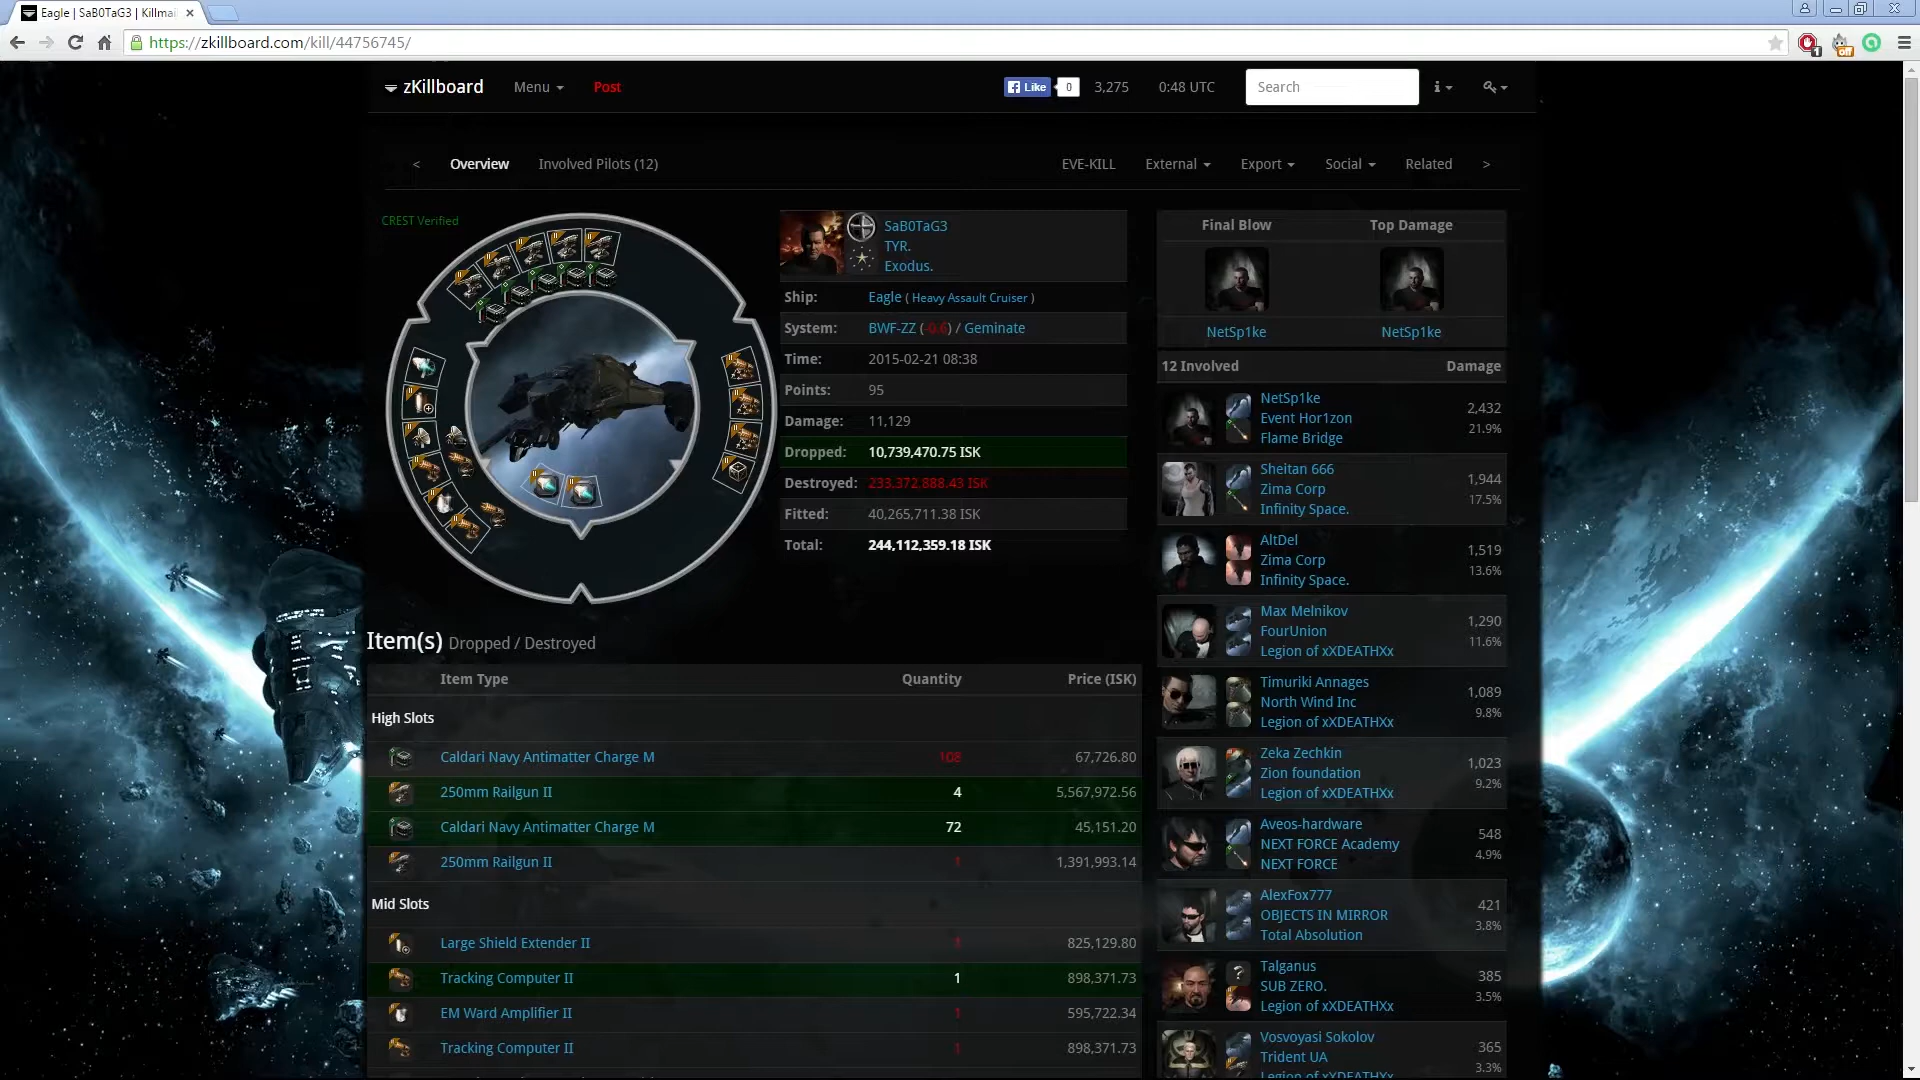 Eagle | SaB0TaG3 | Killmai
https://zkillboard.com/kill/44756745/
zKillboard Menu Post Like 0 3,275 0:48 UTC Search
< Overview Involved Pilots (12) EVE-KILL External Export Social Related >
CREST Verified
SaB0TaG3
TYR.
Exodus.
Ship: Eagle ( Heavy Assault Cruiser )
System: BWF-ZZ (-0.6) / Geminate
Time: 2015-02-21 08:38
Points: 95
Damage: 11,129
Dropped: 10,739,470.75 ISK
Destroyed: 233,372,888.43 ISK
Fitted: 40,265,711.38 ISK
Total: 244,112,359.18 ISK
Item(s) Dropped / Destroyed
Item Type Quantity Price (ISK)
High Slots
Caldari Navy Antimatter Charge M 108 67,726.80
250mm Railgun II 4 5,567,972.56
Caldari Navy Antimatter Charge M 72 45,151.20
250mm Railgun II 1 1,391,993.14
Mid Slots
Large Shield Extender II 1 825,129.80
Tracking Computer II 1 898,371.73
EM Ward Amplifier II 1 595,722.34
Tracking Computer II 1 898,371.73
Final Blow Top Damage
NetSp1ke NetSp1ke
12 Involved Damage
NetSp1ke 2,432
Event Hor1zon 21.9%
Flame Bridge
Sheitan 666 1,944
Zima Corp 17.5%
Infinity Space.
AltDel 1,519
Zima Corp 13.6%
Infinity Space.
Max Melnikov 1,290
FourUnion 11.6%
Legion of xXDEATHXx
Timuriki Annages 1,089
North Wind Inc 9.8%
Legion of xXDEATHXx
Zeka Zechkin 1,023
Zion foundation 9.2%
Legion of xXDEATHXx
Aveos-hardware 548
NEXT FORCE Academy 4.9%
NEXT FORCE
AlexFox777 421
OBJECTS IN MIRROR 3.8%
Total Absolution
Talganus 385
SUB ZERO. 3.5%
Legion of xXDEATHXx
Vosvoyasi Sokolov 365
Trident UA 3.3%
Legion of xXDEATHXx